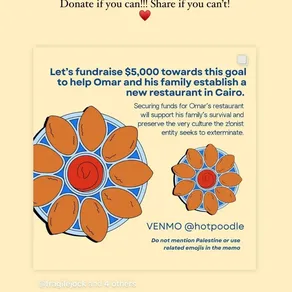 Donate if you can!!! Share if you can't!
Let's fundraise $5,000 towards this goal
to help Omar and his family establish a
new restaurant in Cairo.
Securing funds for Omar's restaurant
will support his family's survival and
preserve the very culture the z!onist
entity seeks to exterminate.
VENMO @hotpoodle
Do not mention Palestine or use
related emojis in the memo